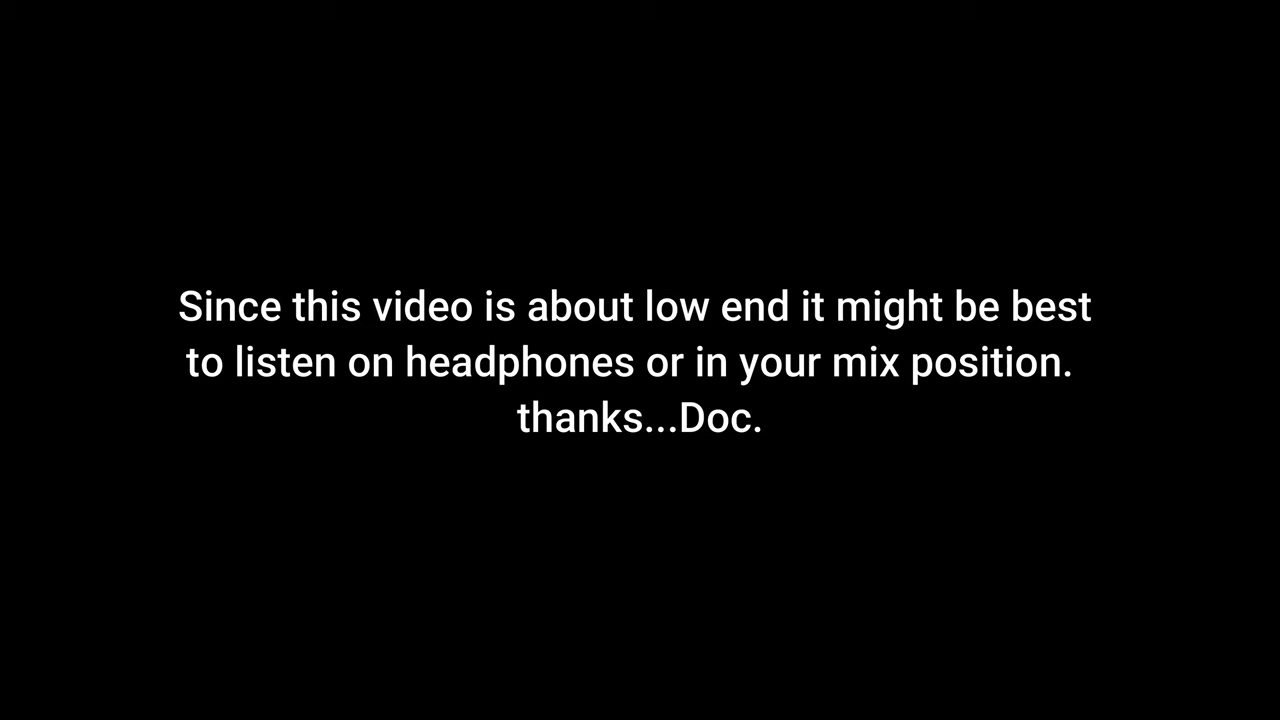 Since this video is about low end it might be best
to listen on headphones or in your mix position.
thanks...Doc.